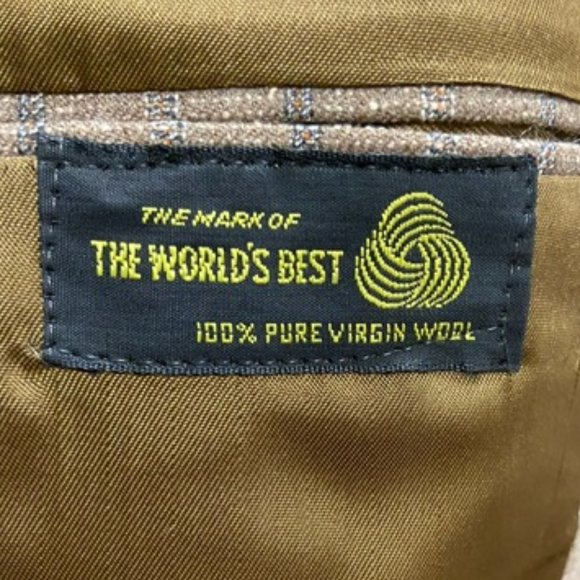 THE MARK OF
THE WORLD'S BEST
100% PURE VIRGIN WOOL